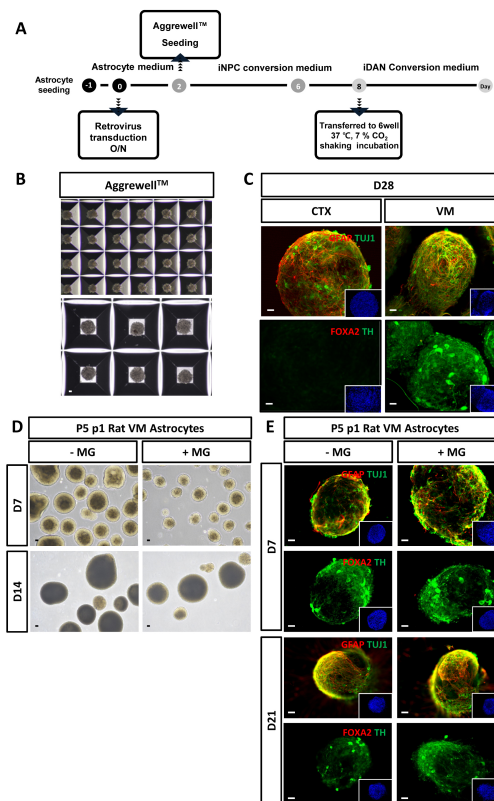 A
Aggrewell™
Seeding
Astrocyte medium
iNPC conversion medium
iDAN Conversion medium
Astrocyte
seeding
-1
0
2
6
8
Day
Retrovirus
transduction
O/N
Transferred to 6well
37 ℃, 7 % CO2
shaking incubation
B
Aggrewell™
C
D28
CTX
VM
GFAP TUJ1
FOXA2 TH
D
P5 p1 Rat VM Astrocytes
- MG
+ MG
D7
D14
E
P5 p1 Rat VM Astrocytes
- MG
+ MG
D7
GFAP TUJ1
FOXA2 TH
D21
GFAP TUJ1
FOXA2 TH